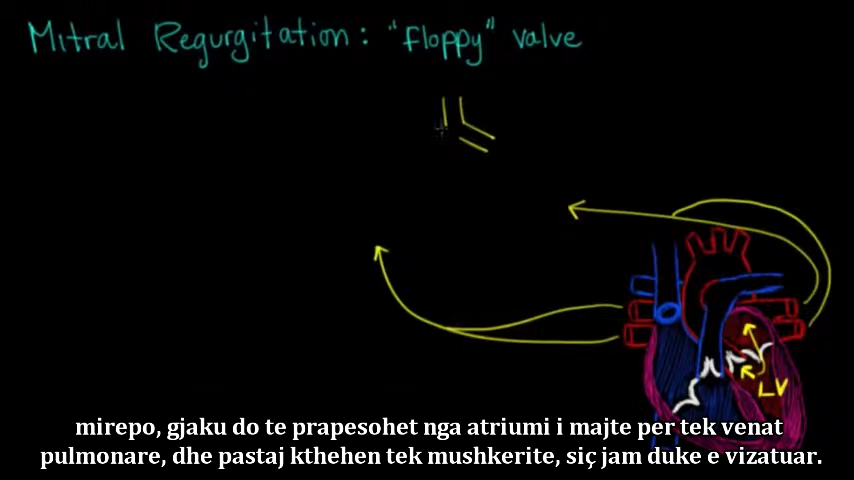 Mitral Regurgitation: "floppy" valve
LV
mirepo, gjaku do te prapesohet nga atriumi i majte per tek venat
pulmonare, dhe pastaj kthehen tek mushkerite, siç jam duke e vizatuar.